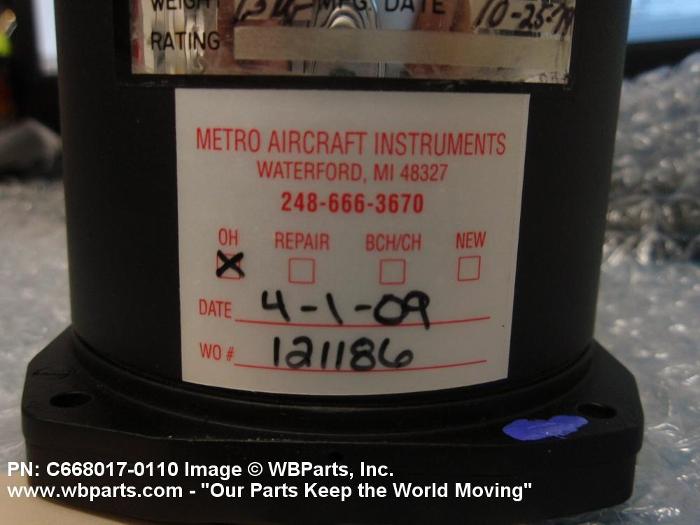 WEIGHT MFG. DATE 10-25-79
RATING
METRO AIRCRAFT INSTRUMENTS
WATERFORD, MI 48327
248-666-3670
OH REPAIR BCH/CH NEW
X
DATE 4-1-09
WO # 121186
PN: C668017-0110 Image © WBParts, Inc.
www.wbparts.com - "Our Parts Keep the World Moving"